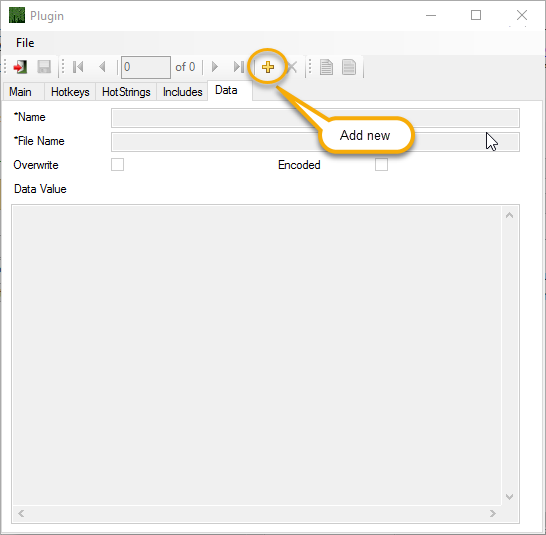 Plugin
File
0 of 0
Main Hotkeys HotStrings Includes Data
*Name
Add new
*File Name
Overwrite Encoded
Data Value